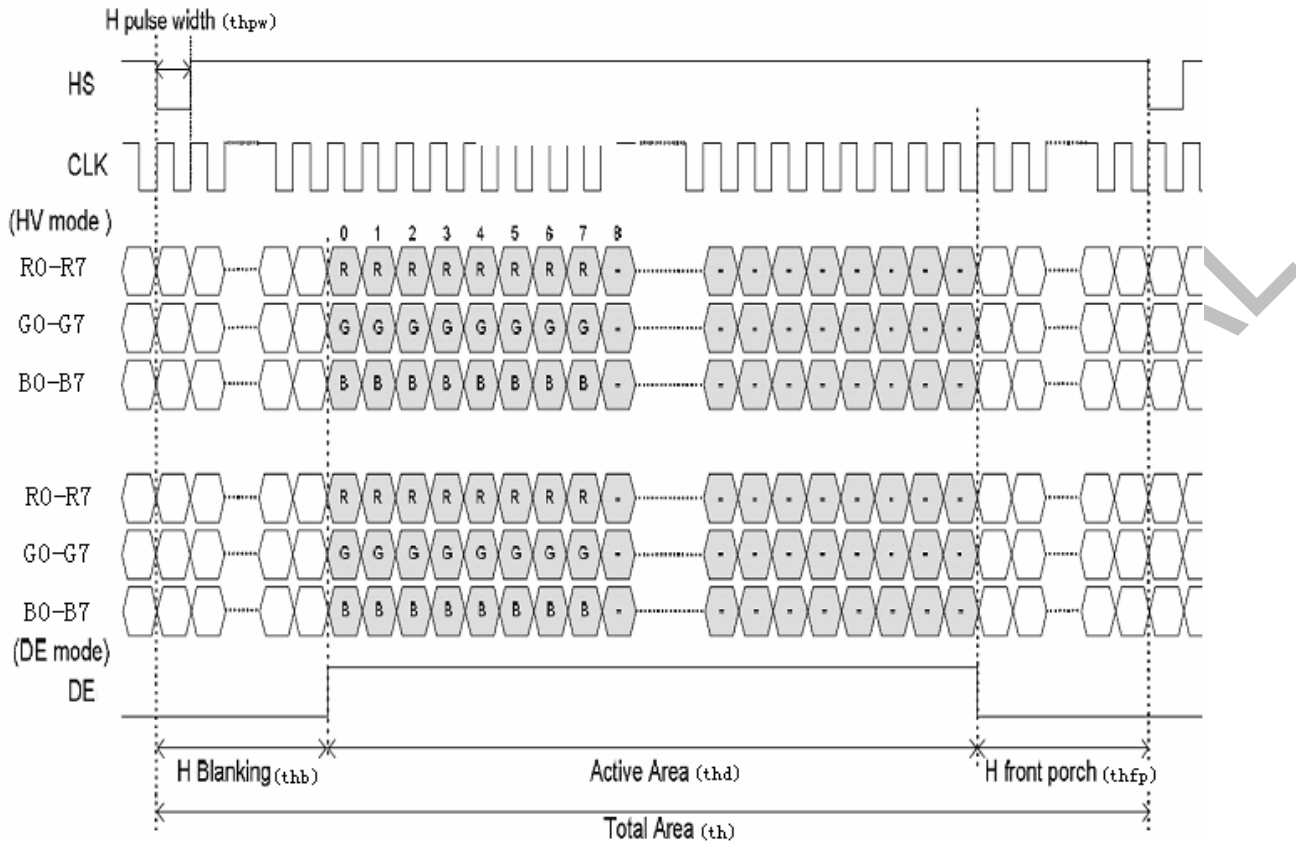 H pulse width (thpw)
HS
CLK
(HV mode )
0 1 2 3 4 5 6 7 8
R0-R7 R R R R R R R R - - - - - - - - -
G0-G7 G G G G G G G G - - - - - - - - -
B0-B7 B B B B B B B B - - - - - - - - -
R0-R7 R R R R R R R R - - - - - - - - -
G0-G7 G G G G G G G G - - - - - - - - -
B0-B7 B B B B B B B B - - - - - - - - -
(DE mode)
DE
H Blanking(thb) Active Area (thd) H front porch (thfp)
Total Area (th)